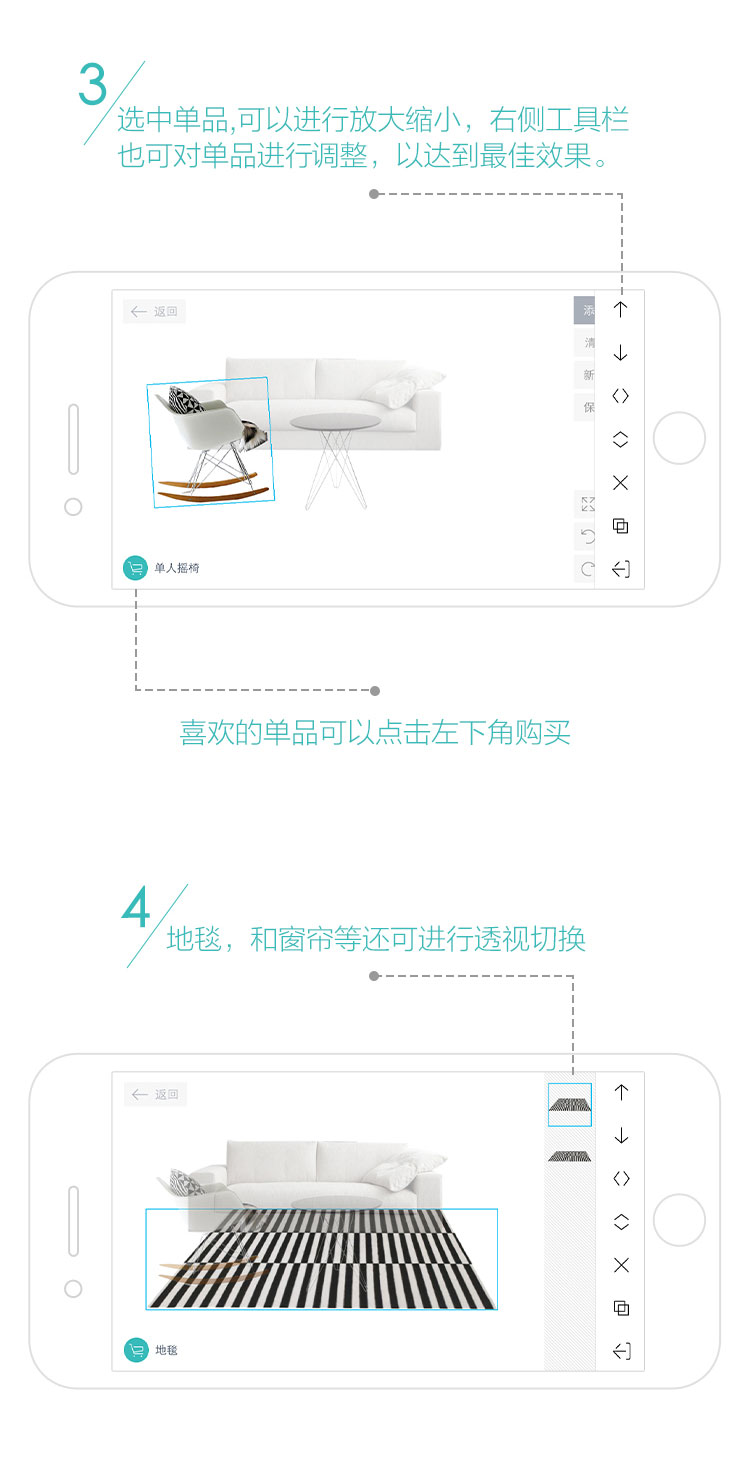 3
选中单品,可以进行放大缩小，右侧工具栏
也可对单品进行调整，以达到最佳效果。
返回
添
清
新
保
单人摇椅
喜欢的单品可以点击左下角购买
4
地毯，和窗帘等还可进行透视切换
返回
地毯